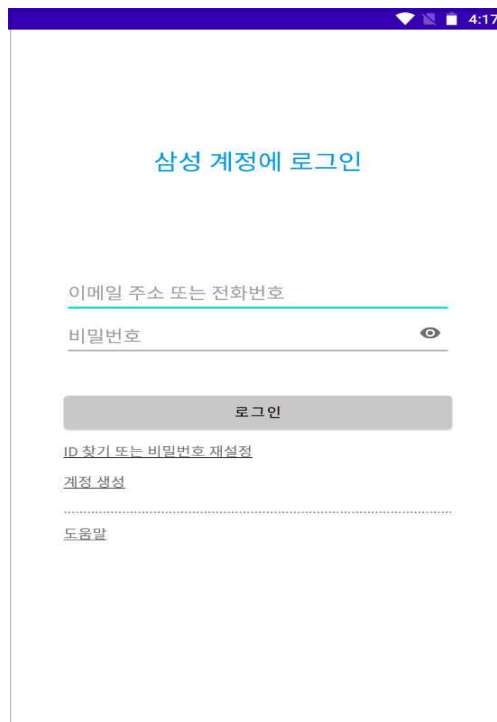 4:17
삼성 계정에 로그인
이메일 주소 또는 전화번호
비밀번호
로그인
ID 찾기 또는 비밀번호 재설정
계정 생성
도움말